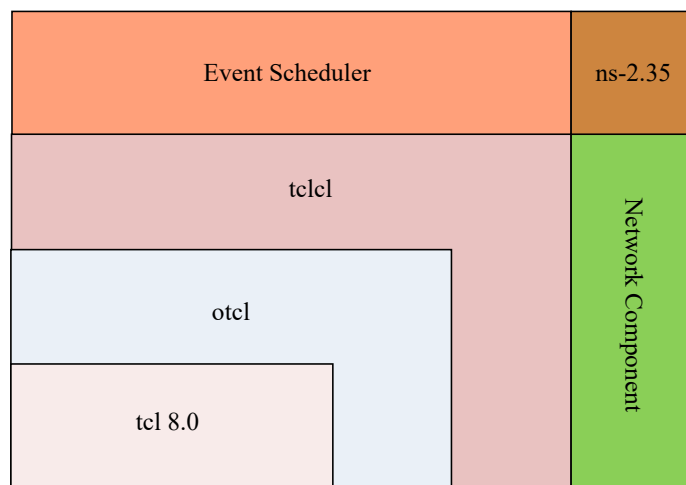 Event Scheduler
ns-2.35
tclcl
Network Component
otcl
tcl 8.0